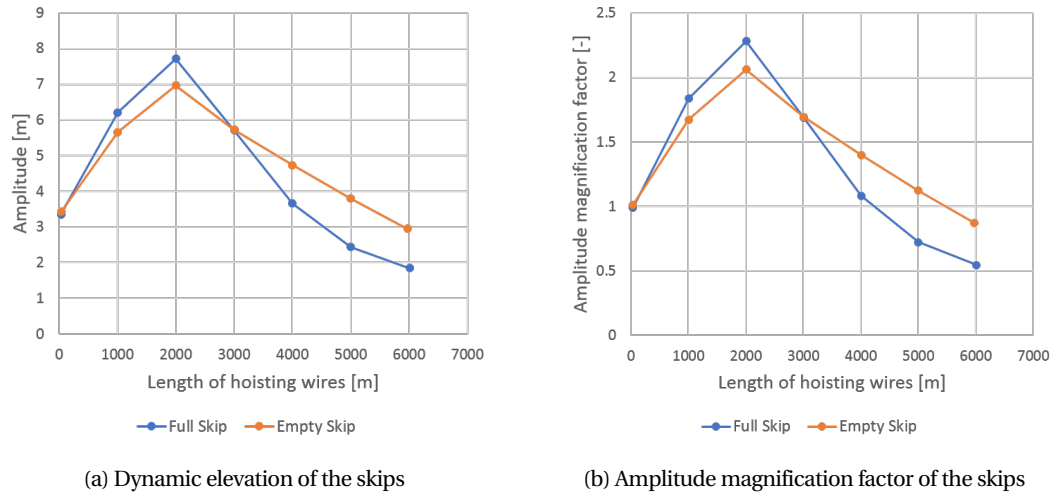 9
8
7
6
5
4
3
2
1
0
Amplitude [m]
0 1000 2000 3000 4000 5000 6000 7000
Length of hoisting wires [m]
Full Skip Empty Skip
(a) Dynamic elevation of the skips
2.5
2
1.5
1
0.5
0
Amplitude magnification factor [-]
0 1000 2000 3000 4000 5000 6000 7000
Length of hoisting wires [m]
Full Skip Empty Skip
(b) Amplitude magnification factor of the skips